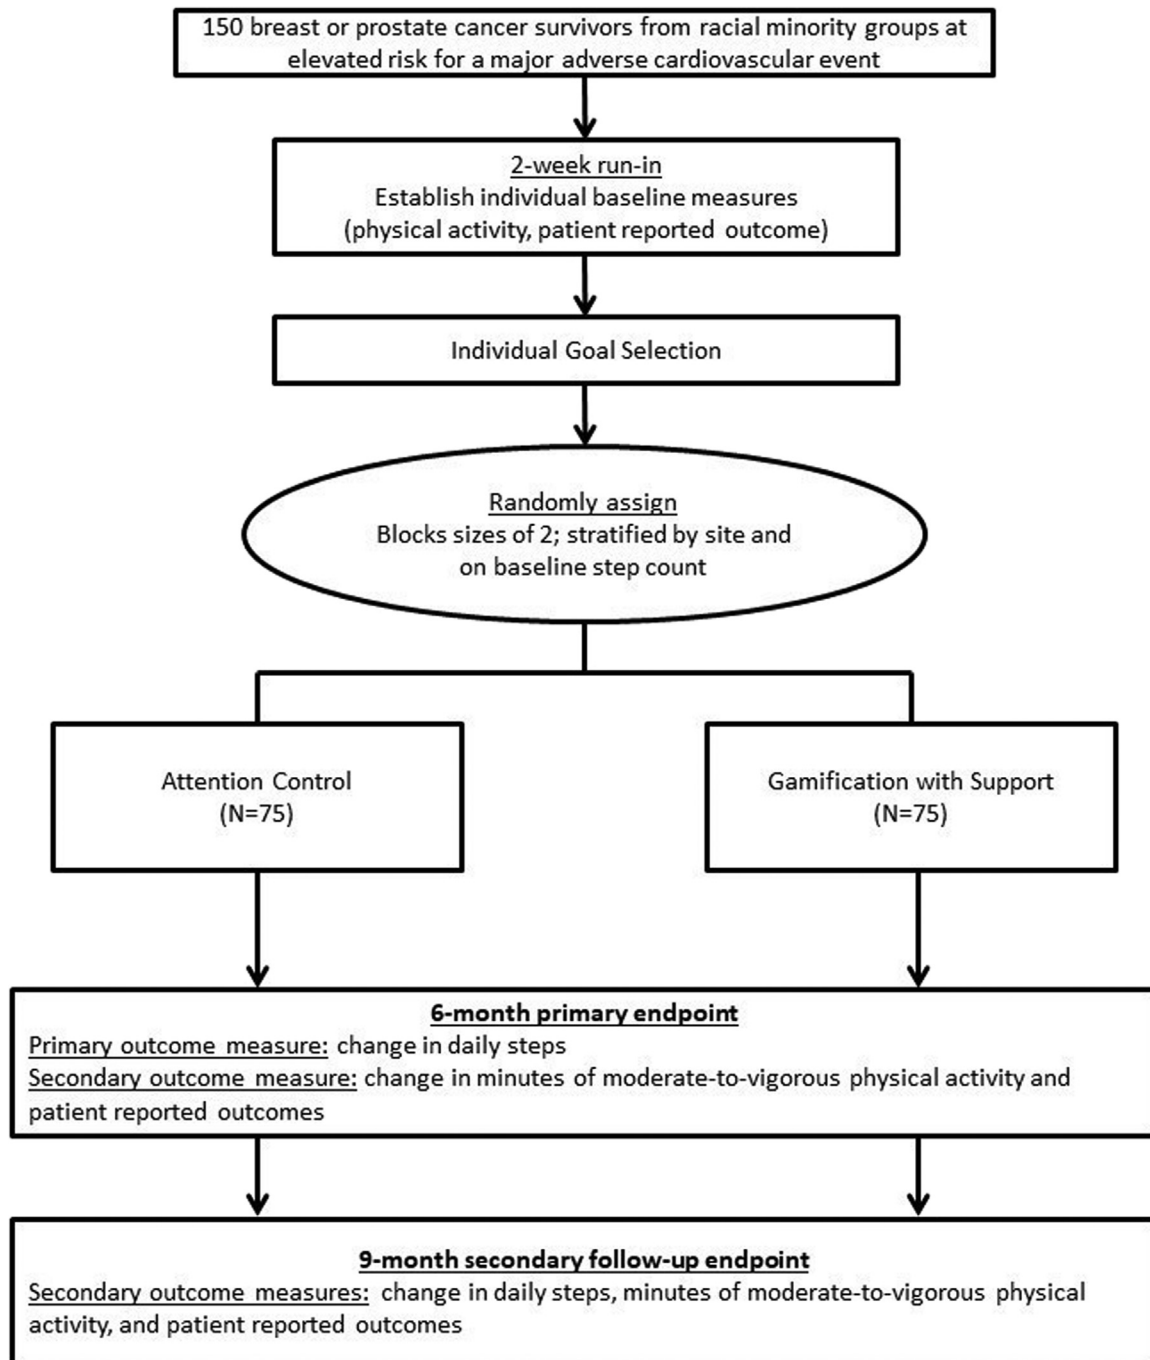 150 breast or prostate cancer survivors from racial minority groups at
elevated risk for a major adverse cardiovascular event
2-week run-in
Establish individual baseline measures
(physical activity, patient reported outcome)
Individual Goal Selection
Randomly assign
Blocks sizes of 2; stratified by site and
on baseline step count
Attention Control
(N=75)
Gamification with Support
(N=75)
6-month primary endpoint
Primary outcome measure: change in daily steps
Secondary outcome measure: change in minutes of moderate-to-vigorous physical activity and
patient reported outcomes
9-month secondary follow-up endpoint
Secondary outcome measures: change in daily steps, minutes of moderate-to-vigorous physical
activity, and patient reported outcomes